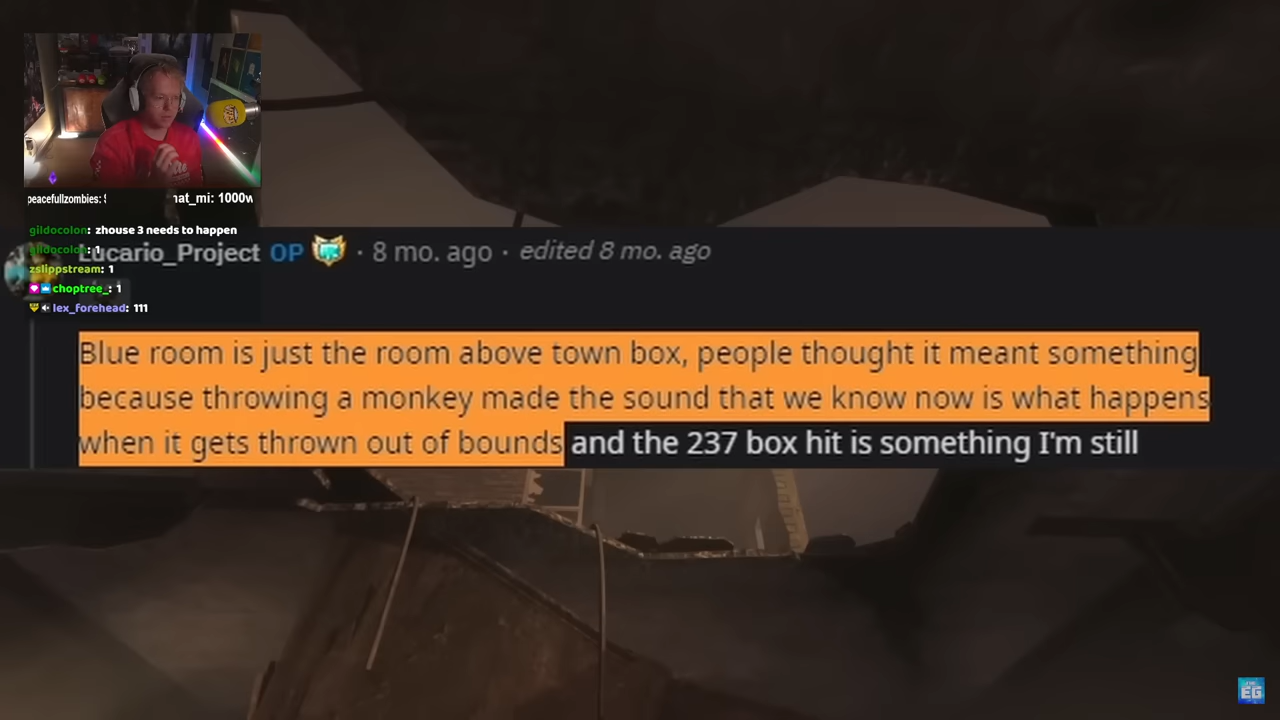 peacefullzombies:
hat_mi: 1000w
gildocolon: zhouse 3 needs to happen
gildocolon: 1
zslippstream: 1
choptree_: 1
lex_forehead: 111
Lucario_Project OP · 8 mo. ago · edited 8 mo. ago
Blue room is just the room above town box, people thought it meant something
because throwing a monkey made the sound that we know now is what happens
when it gets thrown out of bounds and the 237 box hit is something I'm still
EG